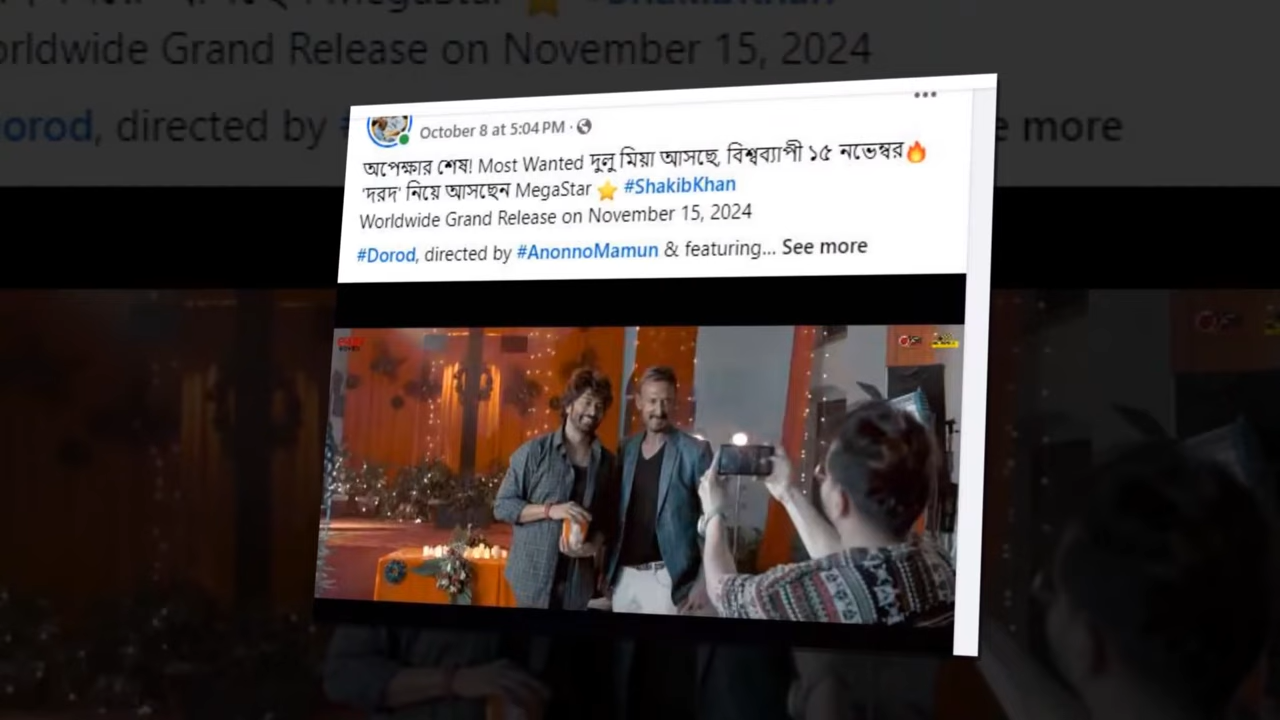 orldwide Grand Release on November 15, 2024
orod, directed by
e more
October 8 at 5:04 PM ·
অপেক্ষার শেষ! Most Wanted দুলু মিয়া আসছে, বিশ্বব্যাপী ১৫ নভেম্বর🔥
'দরদ' নিয়ে আসছেন MegaStar ⭐ #ShakibKhan
Worldwide Grand Release on November 15, 2024
#Dorod, directed by #AnonnoMamun & featuring... See more